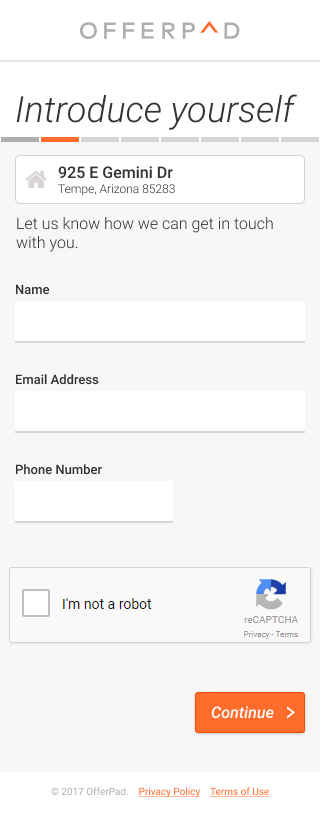 OFFERPAD
Introduce yourself
925 E Gemini Dr
Tempe, Arizona 85283
Let us know how we can get in touch
with you.
Name
Email Address
Phone Number
I'm not a robot
reCAPTCHA
Privacy - Terms
Continue
© 2017 OfferPad. Privacy Policy Terms of Use